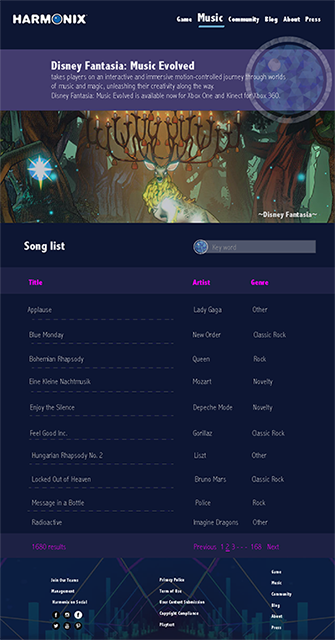 HARMONIX
Game Music Community Blog About Press
Disney Fantasia: Music Evolved
takes players on an interactive and immersive motion-controlled journey through worlds
of music and magic, unleashing their creativity along the way.
Disney Fantasia: Music Evolved is available now for Xbox One and Kinect for Xbox 360.
~Disney Fantasia~
Song list
Key word
Title Artist Genre
Applause Lady Gaga Other
Blue Monday New Order Classic Rock
Bohemian Rhapsody Queen Rock
Eine Kleine Nachtmusik Mozart Novelty
Enjoy the Silence Depeche Mode Novelty
Feel Good Inc. Gorillaz Classic Rock
Hungarian Rhapsody No. 2 Liszt Other
Locked Out of Heaven Bruno Mars Classic Rock
Message in a Bottle Police Rock
Radioactive Imagine Dragons Other
1680 results Previous 1 2 3 - - - 168 Next
Join Our Teams Privacy Police Game
Management Term of Use Music
Harmonix on Social User Content Submission Community
Copyright Compliance Blog
Playtest About
Press